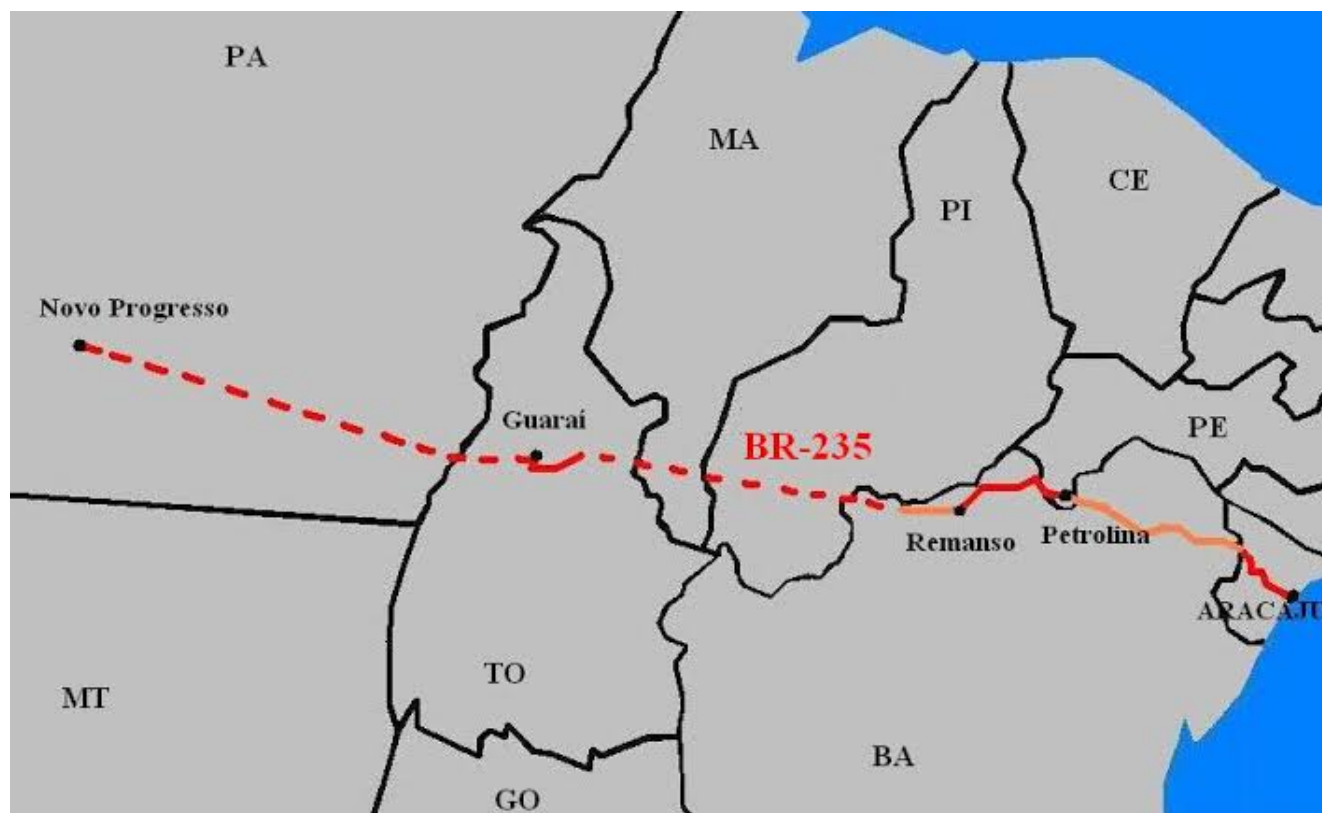 PA
MA
CE
PI
Novo Progresso
Guaraí
PE
BR-235
Remanso
Petrolina
ARACAJU
TO
MT
BA
GO